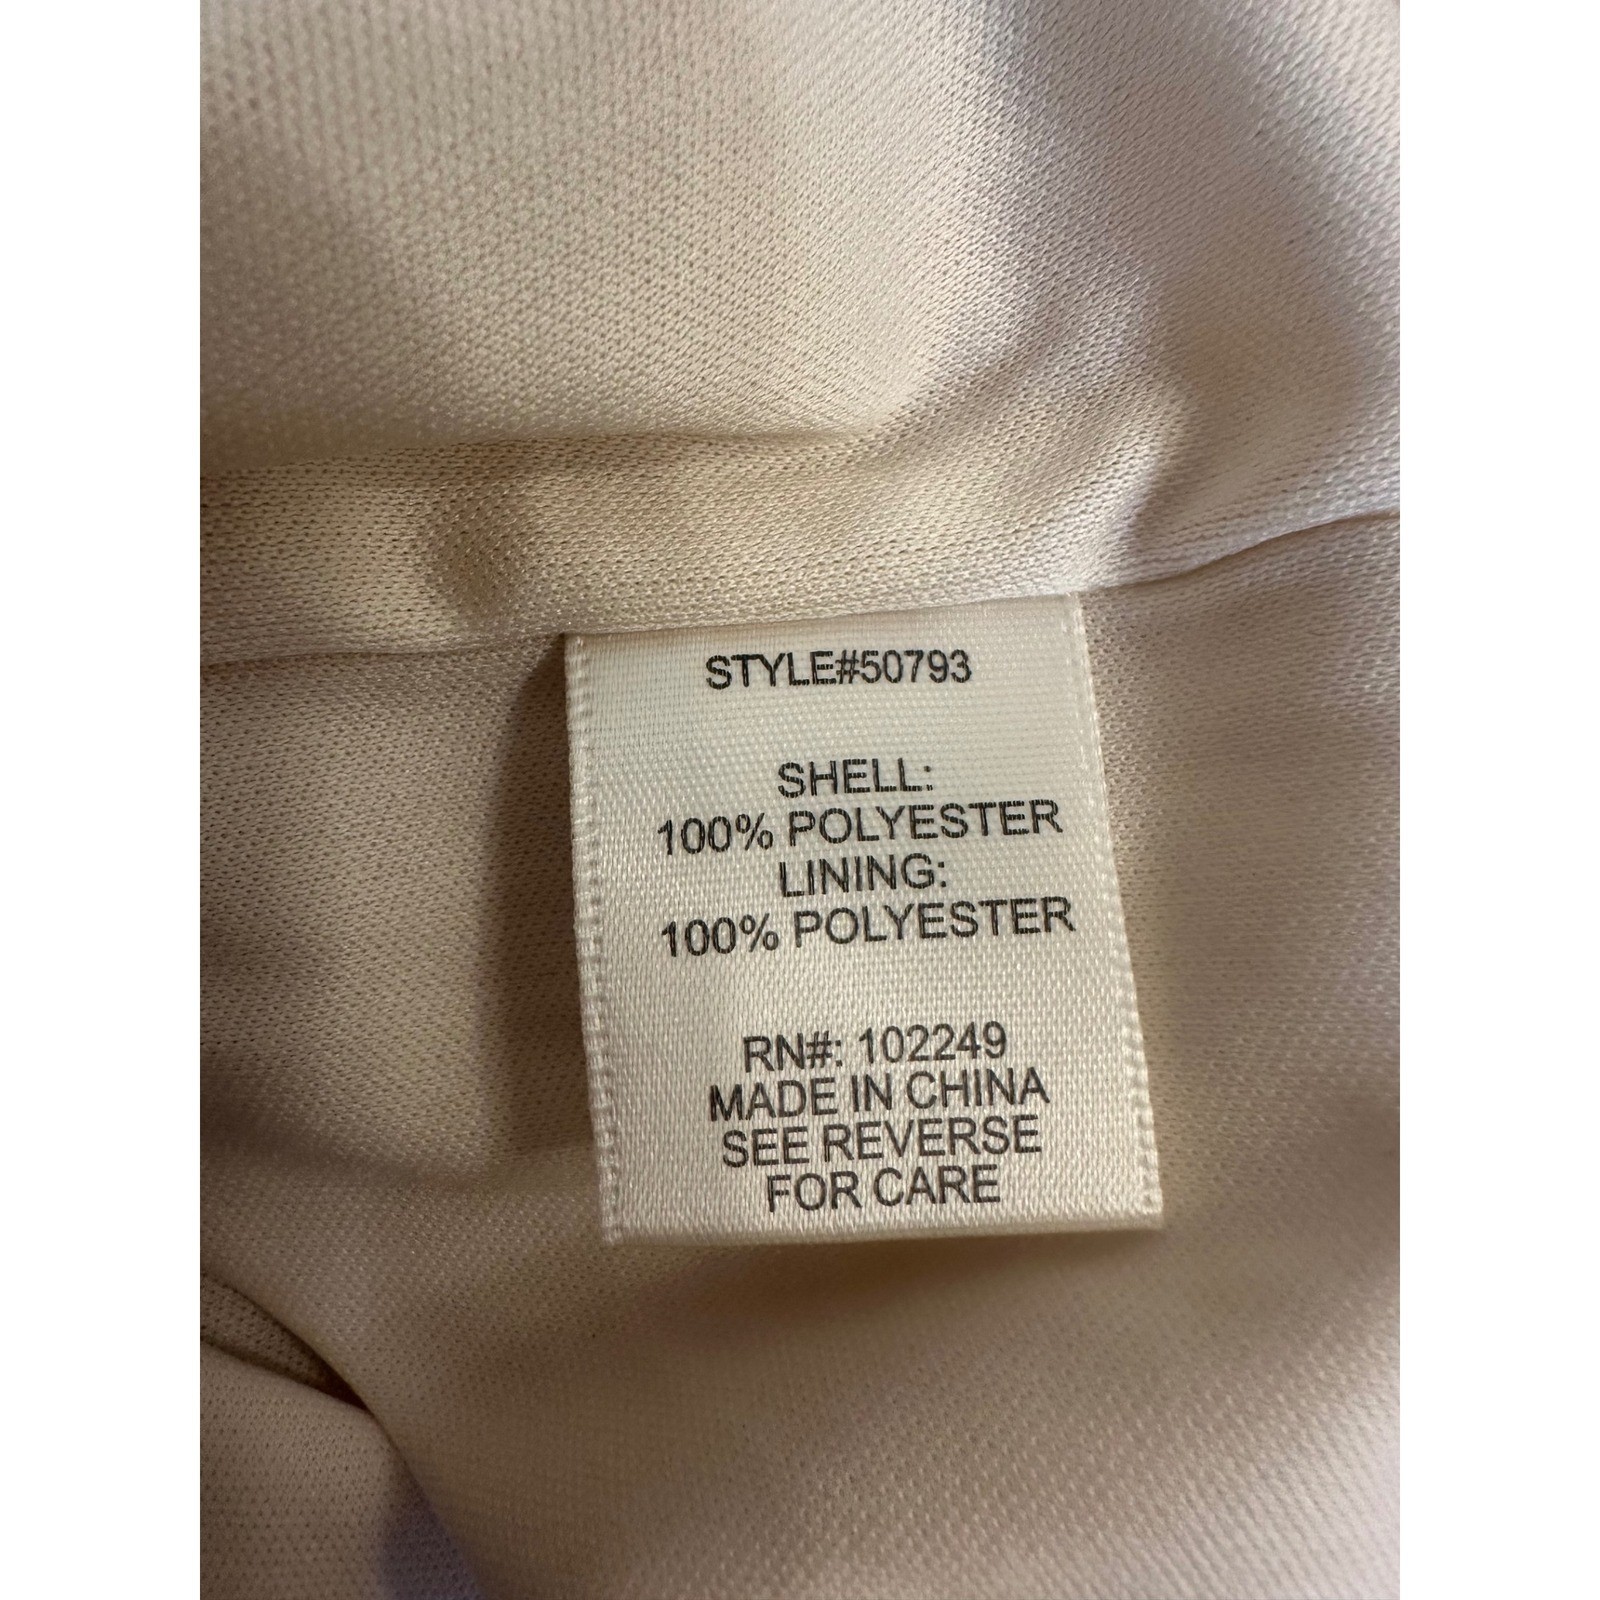 STYLE#50793
SHELL:
100% POLYESTER
LINING:
100% POLYESTER
RN#: 102249
MADE IN CHINA
SEE REVERSE
FOR CARE